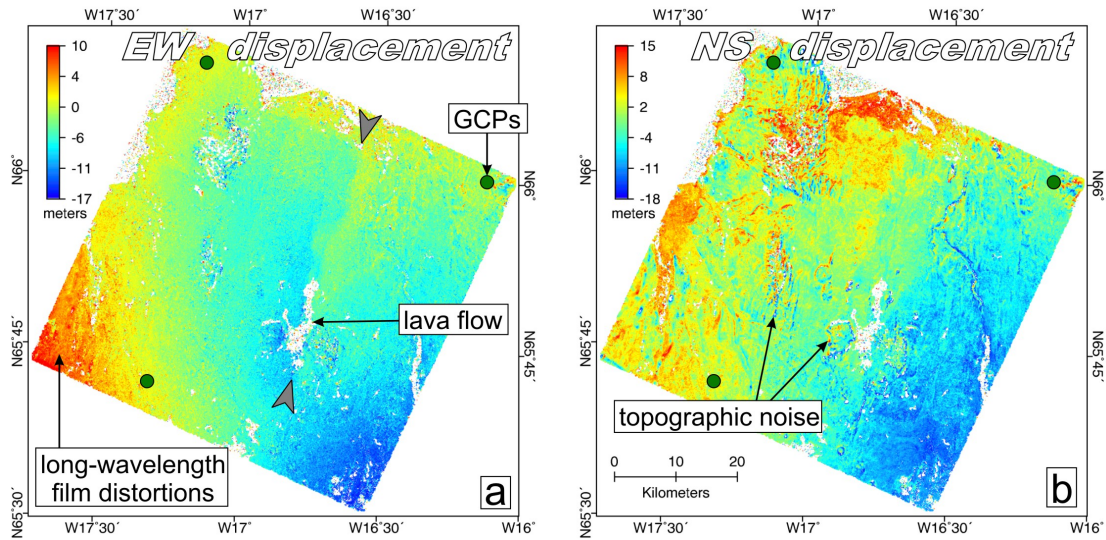 W17°30´
W17°
W16°30´
EW displacement
10
0
-6
-11
-17
meters
GCPs
N66°
N66°
lava flow
N65°45´
N65°45´
long-wavelength
film distortions
a
N65°30´
W17°30´
W17°
W16°30´
W16°
W17°30´
W17°
W16°30´
NS displacement
15
8
2
-4
-11
-18
meters
N66°
N66°
N65°45´
N65°45´
topographic noise
0 10 20
Kilometers
b
N65°30´
W17°30´
W17°
W16°30´
W16°